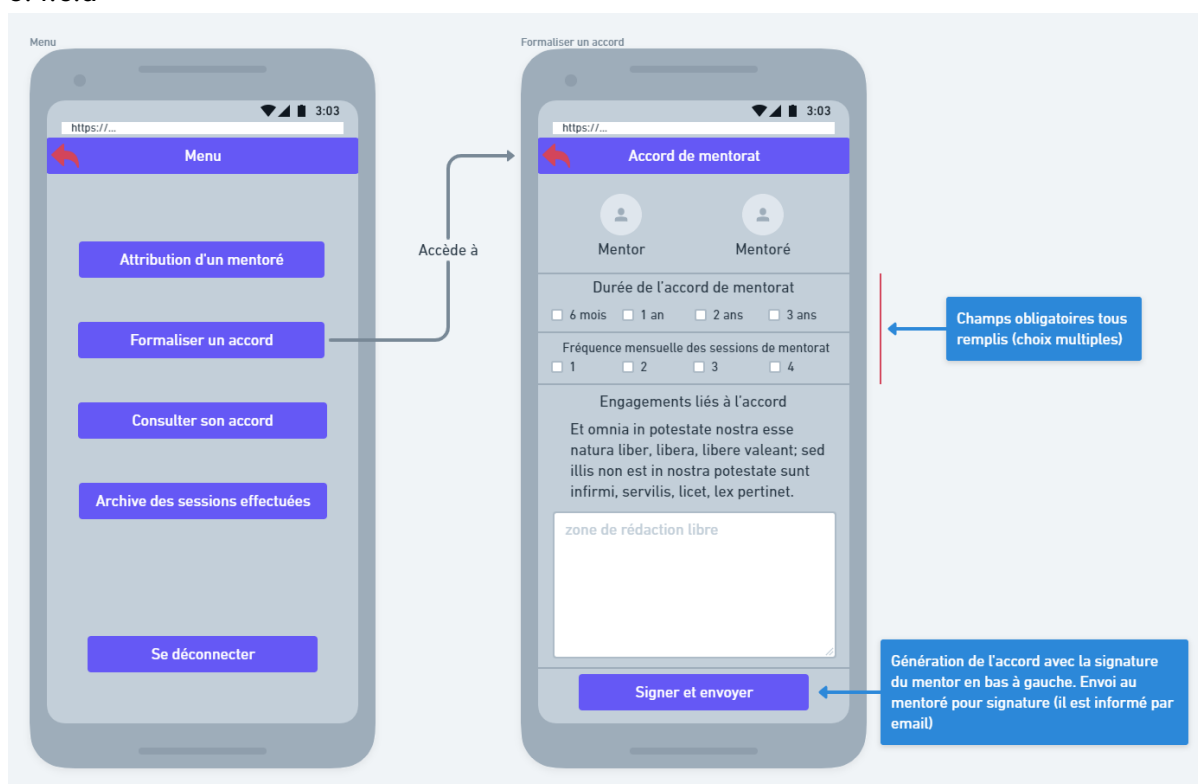 Menu
3:03
https://...
Menu
Attribution d'un mentoré
Formaliser un accord
Consulter son accord
Archive des sessions effectuées
Se déconnecter
Accède à
Formaliser un accord
3:03
https://...
Accord de mentorat
Mentor
Mentoré
Durée de l'accord de mentorat
6 mois 1 an 2 ans 3 ans
Fréquence mensuelle des sessions de mentorat
1 2 3 4
Engagements liés à l'accord
Et omnia in potestate nostra esse
natura liber, libera, libere valeant; sed
illis non est in nostra potestate sunt
infirmi, servilis, licet, lex pertinet.
zone de rédaction libre
Signer et envoyer
Champs obligatoires tous
remplis (choix multiples)
Génération de l'accord avec la signature
du mentor en bas à gauche. Envoi au
mentoré pour signature (il est informé par
email)